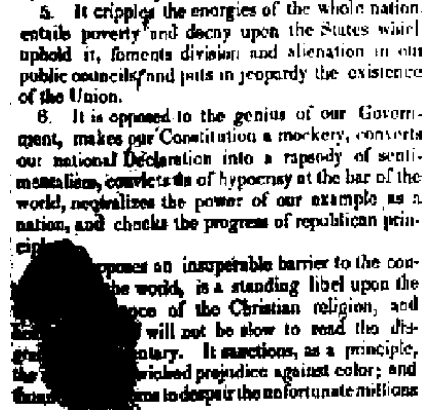 5. It cripples the energies of the whole nation,
entails poverty and decay upon the States which
uphold it, foments division and alienation in our
public councils, and puts in jeopardy the existence
of the Union.
6. It is opposed to the genius of our Govern-
ment, makes our Constitution a mockery, converts
our national Declaration into a rapsody of senti-
mentalism, convicts us of hypocrisy at the bar of the
world, neutralizes the power of our example as a
nation, and checks the progress of republican prin-
an insuperable barrier to the con-
the world, is a standing libel upon the
of the Christian religion, and
will not be slow to read the dis-
It sanctions, as a principle,
wicked prejudice against color; and
to despair the unfortunate millions